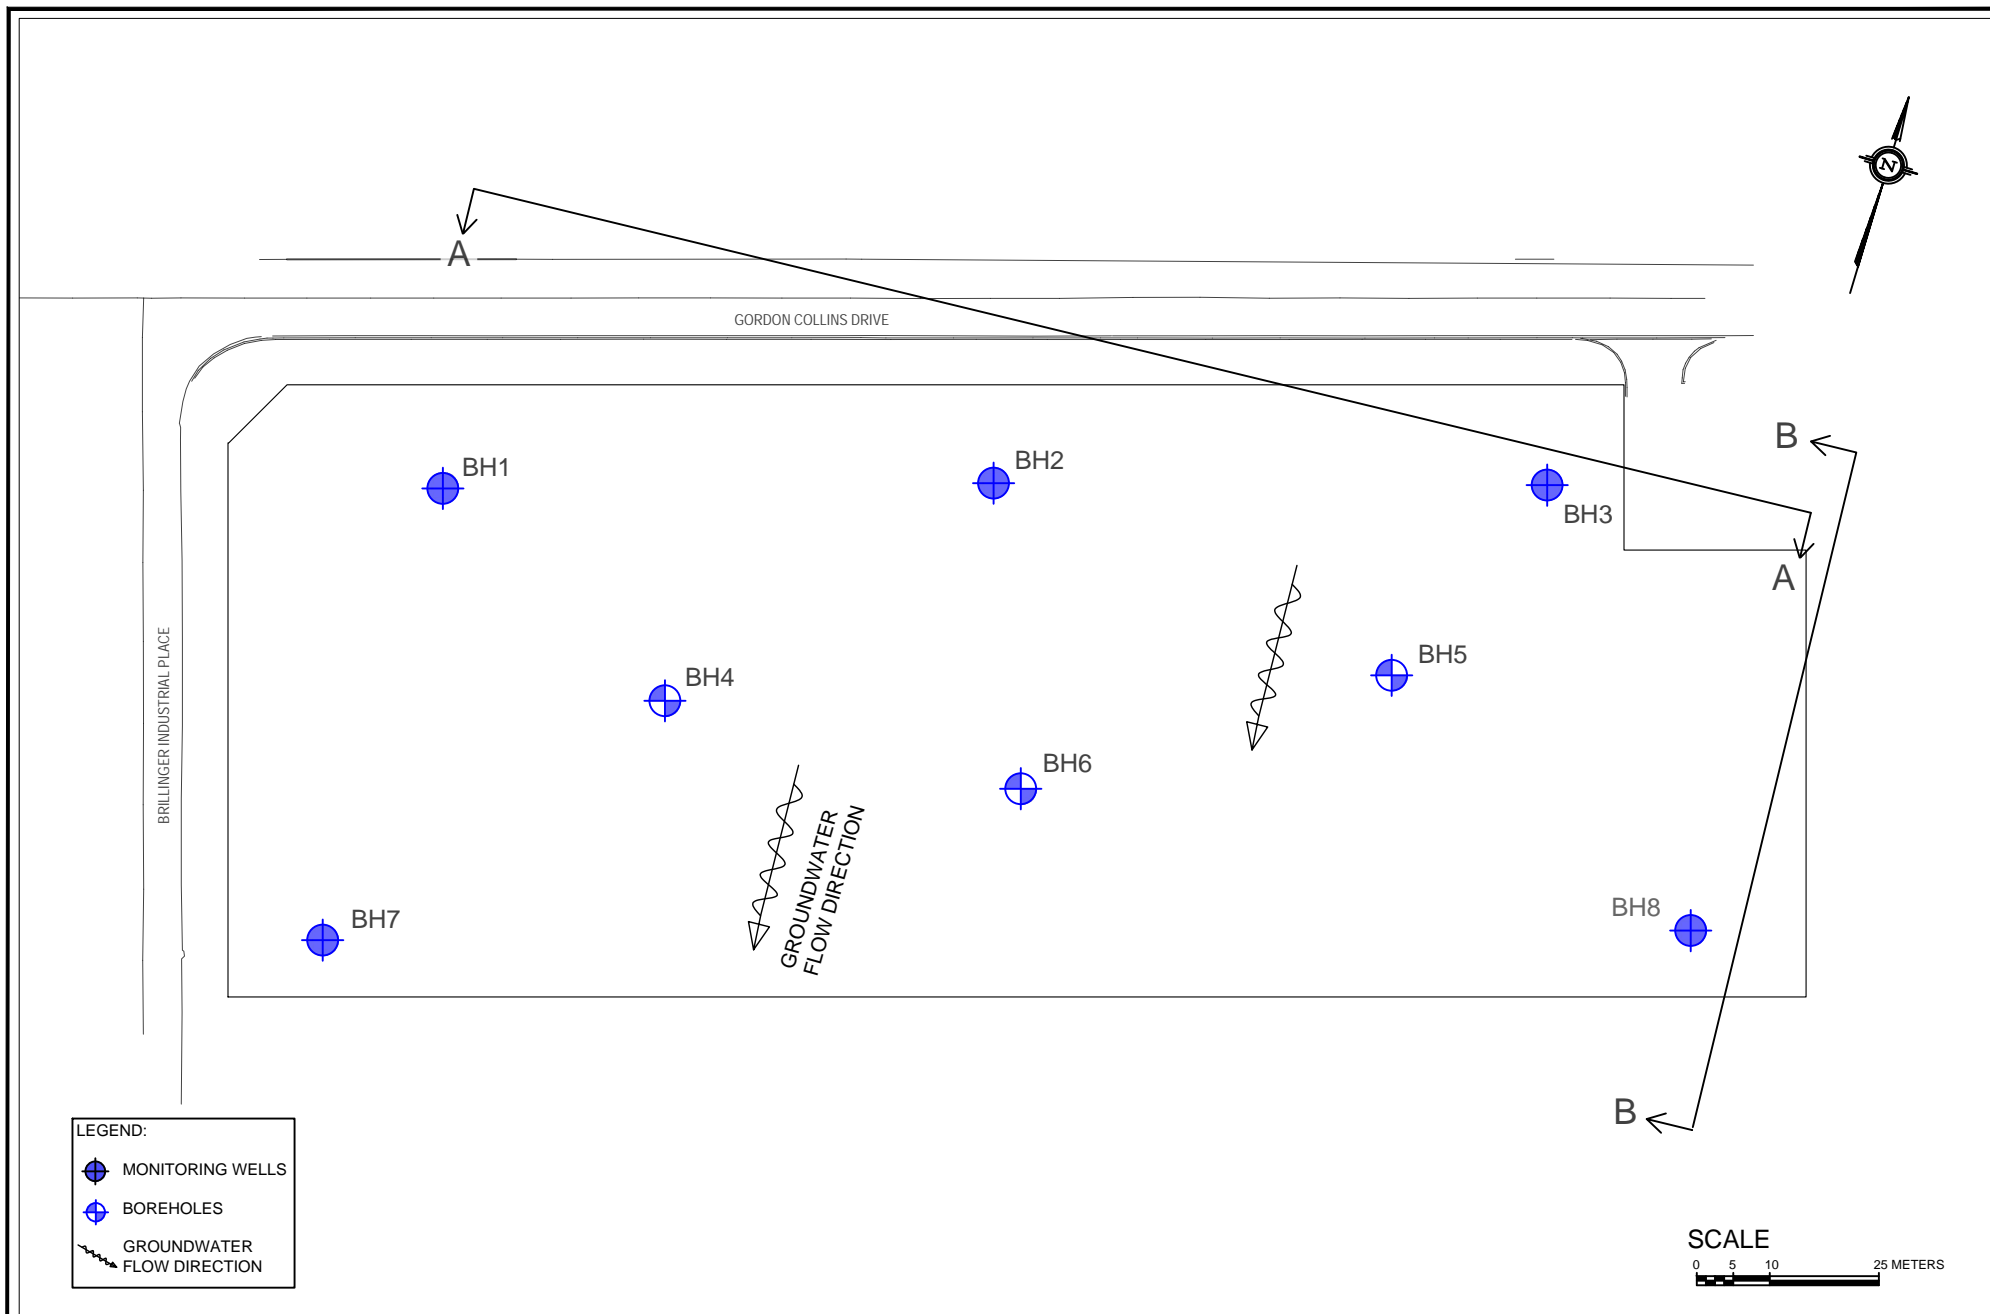 N
A
GORDON COLLINS DRIVE
B
BH1
BH2
BH3
A
BH4
BH5
BH6
BRILLINGER INDUSTRIAL PLACE
GROUNDWATER
FLOW DIRECTION
BH7
BH8
B
LEGEND:
MONITORING WELLS
BOREHOLES
GROUNDWATER
FLOW DIRECTION
SCALE
0 5 10 25 METERS